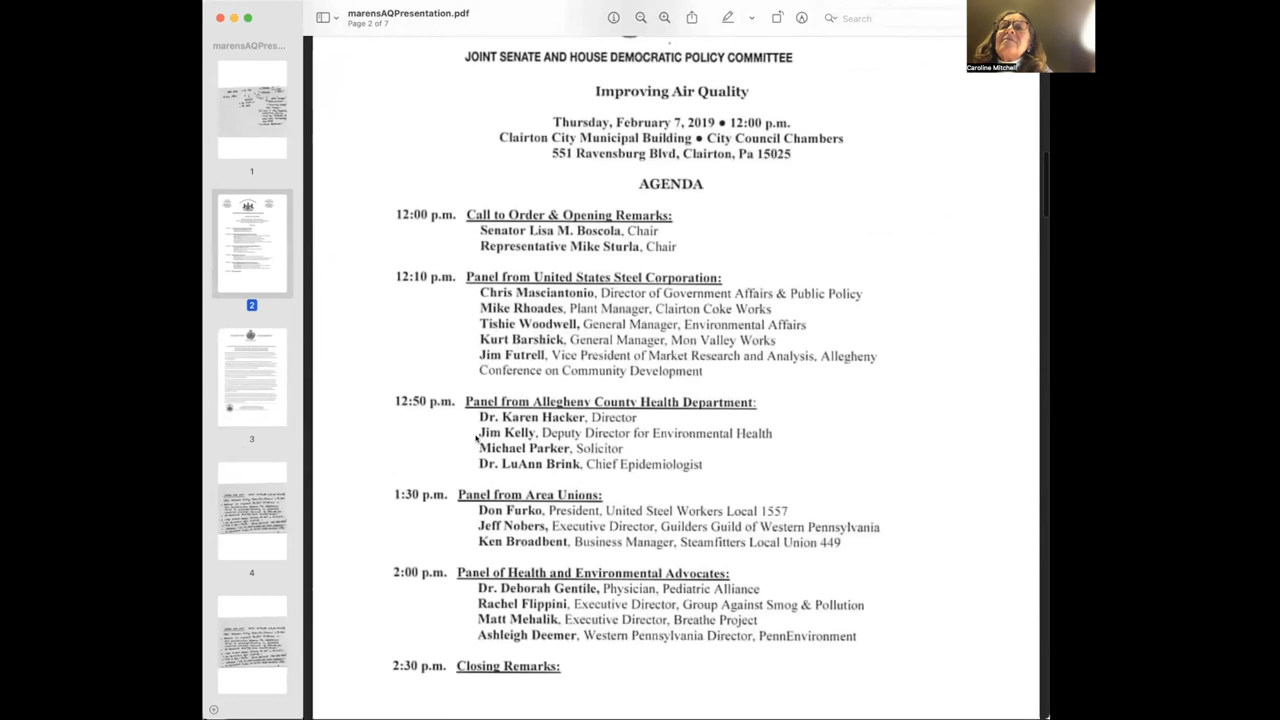 marensAQPresentation.pdf
Page 2 of 7
Search
marensAQPres...
Caroline Mitchell
JOINT SENATE AND HOUSE DEMOCRATIC POLICY COMMITTEE
Improving Air Quality
Thursday, February 7, 2019 ● 12:00 p.m.
Clairton City Municipal Building ● City Council Chambers
551 Ravensburg Blvd, Clairton, Pa 15025
AGENDA
12:00 p.m. Call to Order & Opening Remarks:
Senator Lisa M. Boscola, Chair
Representative Mike Sturla, Chair
12:10 p.m. Panel from United States Steel Corporation:
Chris Masciantonio, Director of Government Affairs & Public Policy
Mike Rhoades, Plant Manager, Clairton Coke Works
Tishie Woodwell, General Manager, Environmental Affairs
Kurt Barshick, General Manager, Mon Valley Works
Jim Futrell, Vice President of Market Research and Analysis, Allegheny
Conference on Community Development
12:50 p.m. Panel from Allegheny County Health Department:
Dr. Karen Hacker, Director
Jim Kelly, Deputy Director for Environmental Health
Michael Parker, Solicitor
Dr. LuAnn Brink, Chief Epidemiologist
1:30 p.m. Panel from Area Unions:
Don Furko, President, United Steel Workers Local 1557
Jeff Nobers, Executive Director, Guilders Guild of Western Pennsylvania
Ken Broadbent, Business Manager, Steamfitters Local Union 449
2:00 p.m. Panel of Health and Environmental Advocates:
Dr. Deborah Gentile, Physician, Pediatric Alliance
Rachel Flippini, Executive Director, Group Against Smog & Pollution
Matt Mehalik, Executive Director, Breathe Project
Ashleigh Deemer, Western Pennsylvania Director, PennEnvironment
2:30 p.m. Closing Remarks:
1
2
3
4